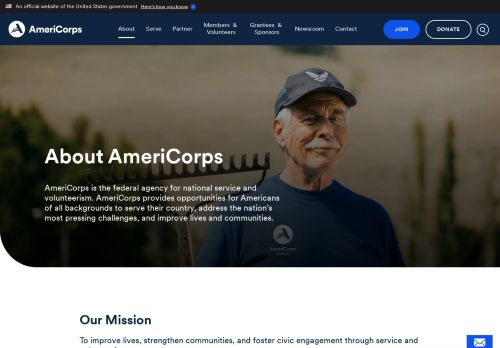 An official website of the United States government Here's how you know
AmeriCorps
About Serve Partner Members & Volunteers Grantees & Sponsors Newsroom Contact JOIN DONATE
About AmeriCorps
AmeriCorps is the federal agency for national service and
volunteerism. AmeriCorps provides opportunities for Americans
of all backgrounds to serve their country, address the nation's
most pressing challenges, and improve lives and communities.
AmeriCorps
Seniors
Our Mission
To improve lives, strengthen communities, and foster civic engagement through service and